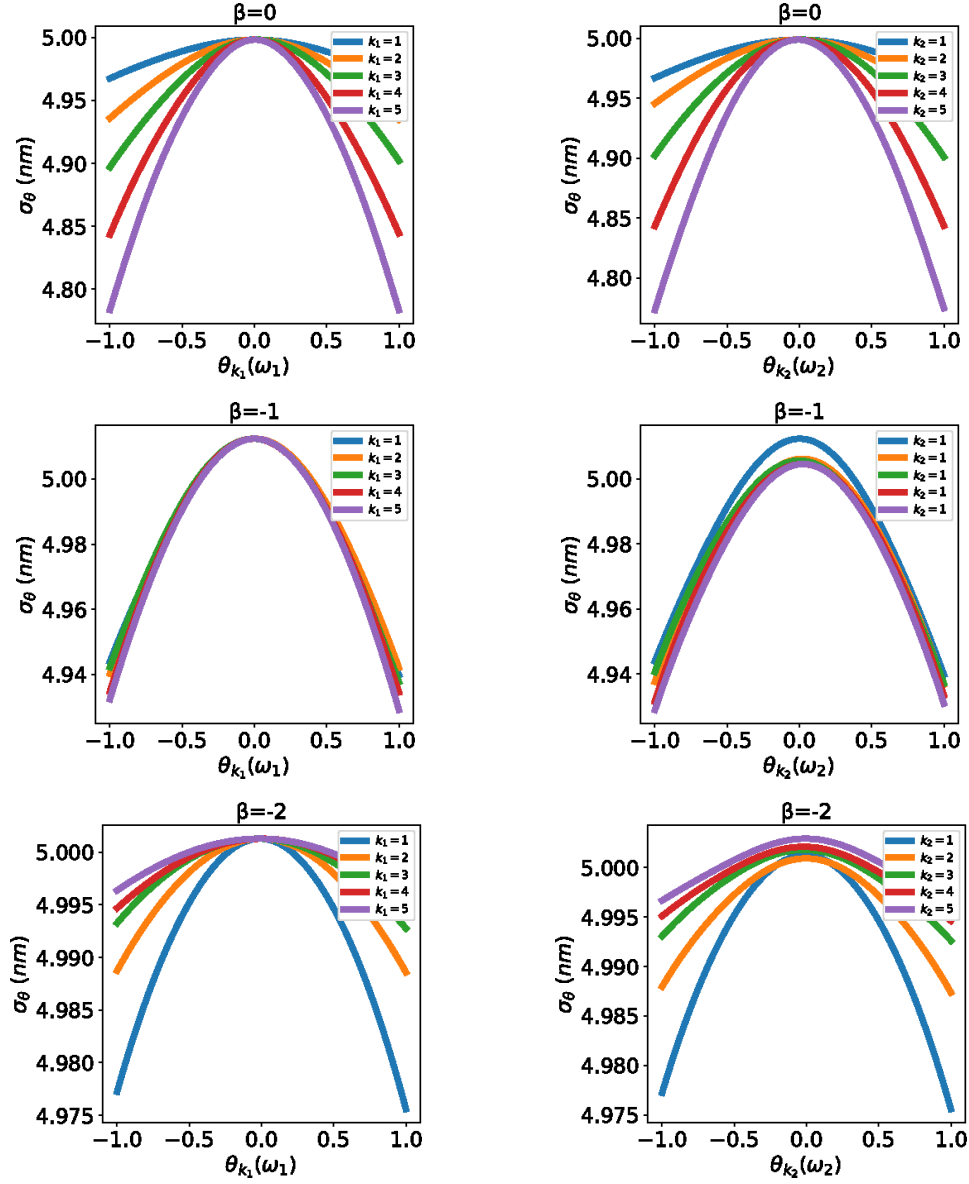 β=0
5.00
4.95
4.90
4.85
4.80
σθ (nm)
k₁ = 1
k₁ = 2
k₁ = 3
k₁ = 4
k₁ = 5
−1.0 −0.5 0.0 0.5 1.0
θk₁(ω₁)
β=0
5.00
4.95
4.90
4.85
4.80
σθ (nm)
k₂ = 1
k₂ = 2
k₂ = 3
k₂ = 4
k₂ = 5
−1.0 −0.5 0.0 0.5 1.0
θk₂(ω₂)
β=-1
5.00
4.98
4.96
4.94
σθ (nm)
k₁ = 1
k₁ = 2
k₁ = 3
k₁ = 4
k₁ = 5
−1.0 −0.5 0.0 0.5 1.0
θk₁(ω₁)
β=-1
5.00
4.98
4.96
4.94
σθ (nm)
k₂ = 1
k₂ = 1
k₂ = 1
k₂ = 1
k₂ = 1
−1.0 −0.5 0.0 0.5 1.0
θk₂(ω₂)
β=-2
5.000
4.995
4.990
4.985
4.980
4.975
σθ (nm)
k₁ = 1
k₁ = 2
k₁ = 3
k₁ = 4
k₁ = 5
−1.0 −0.5 0.0 0.5 1.0
θk₁(ω₁)
β=-2
5.000
4.995
4.990
4.985
4.980
4.975
σθ (nm)
k₂ = 1
k₂ = 2
k₂ = 3
k₂ = 4
k₂ = 5
−1.0 −0.5 0.0 0.5 1.0
θk₂(ω₂)